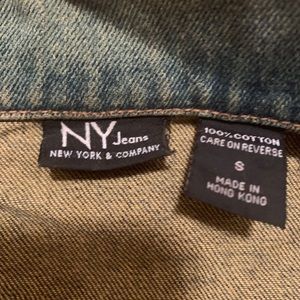 NY Jeans
NEW YORK & COMPANY
100% COTTON
CARE ON REVERSE
S
MADE IN
HONG KONG